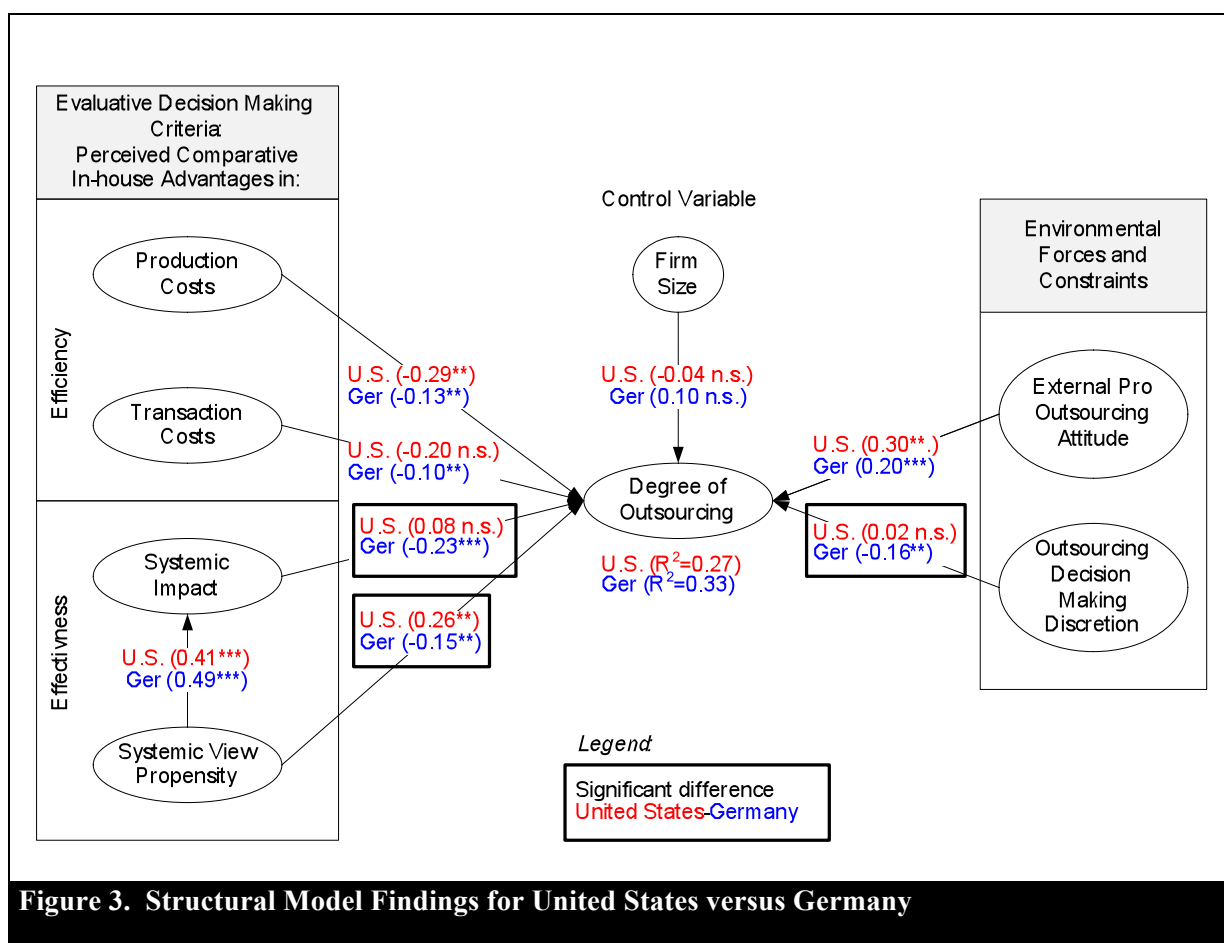 Evaluative Decision Making
Criteria:
Perceived Comparative
In-house Advantages in:
Efficiency
Production
Costs
Transaction
Costs
Effectivness
Systemic
Impact
U.S. (0.41***)
Ger (0.49***)
Systemic View
Propensity
U.S. (-0.29**)
Ger (-0.13**)
U.S. (-0.20 n.s.)
Ger (-0.10**)
U.S. (0.08 n.s.)
Ger (-0.23***)
U.S. (0.26**)
Ger (-0.15**)
Control Variable
Firm
Size
U.S. (-0.04 n.s.)
Ger (0.10 n.s.)
Degree of
Outsourcing
U.S. (R²=0.27)
Ger (R²=0.33)
Environmental
Forces and
Constraints
External Pro
Outsourcing
Attitude
U.S. (0.30**.)
Ger (0.20***)
U.S. (0.02 n.s.)
Ger (-0.16**)
Outsourcing
Decision
Making
Discretion
Legend:
Significant difference
United States-Germany
Figure 3. Structural Model Findings for United States versus Germany